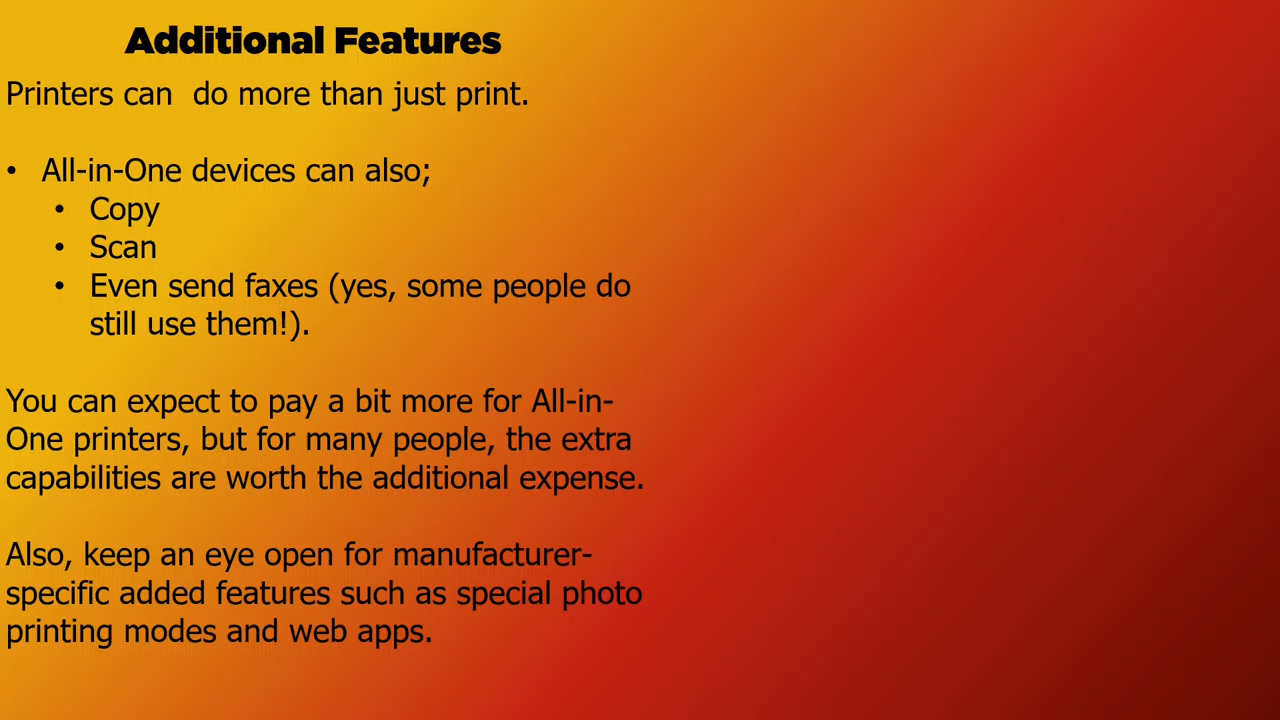 Additional Features
Printers can  do more than just print.
• All-in-One devices can also;
• Copy
• Scan
• Even send faxes (yes, some people do
still use them!).
You can expect to pay a bit more for All-in-
One printers, but for many people, the extra
capabilities are worth the additional expense.
Also, keep an eye open for manufacturer-
specific added features such as special photo
printing modes and web apps.